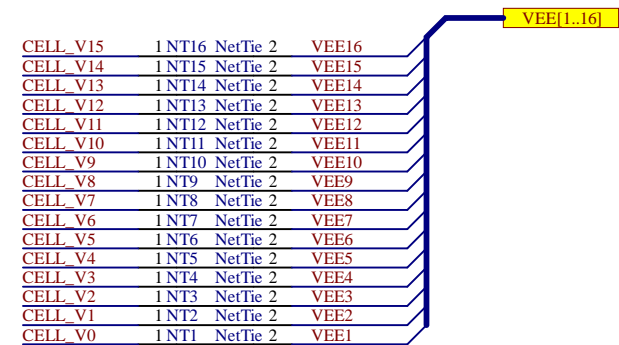 VEE[1..16]
CELL_V15 1 NT16 NetTie 2 VEE16
CELL_V14 1 NT15 NetTie 2 VEE15
CELL_V13 1 NT14 NetTie 2 VEE14
CELL_V12 1 NT13 NetTie 2 VEE13
CELL_V11 1 NT12 NetTie 2 VEE12
CELL_V10 1 NT11 NetTie 2 VEE11
CELL_V9 1 NT10 NetTie 2 VEE10
CELL_V8 1 NT9 NetTie 2 VEE9
CELL_V7 1 NT8 NetTie 2 VEE8
CELL_V6 1 NT7 NetTie 2 VEE7
CELL_V5 1 NT6 NetTie 2 VEE6
CELL_V4 1 NT5 NetTie 2 VEE5
CELL_V3 1 NT4 NetTie 2 VEE4
CELL_V2 1 NT3 NetTie 2 VEE3
CELL_V1 1 NT2 NetTie 2 VEE2
CELL_V0 1 NT1 NetTie 2 VEE1